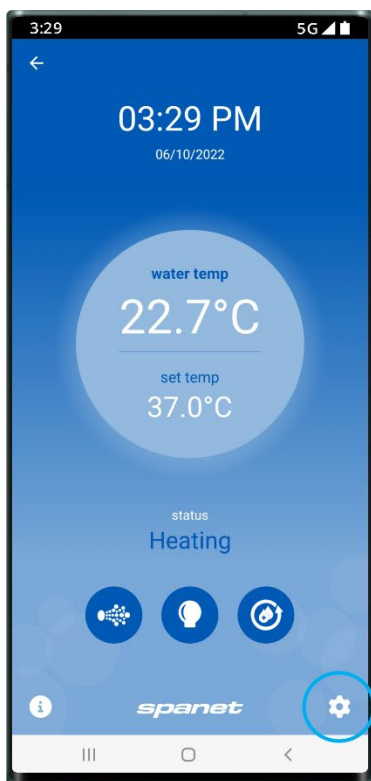 3:29 5G
03:29 PM
06/10/2022
water temp
22.7°C
set temp
37.0°C
status
Heating
i spanet